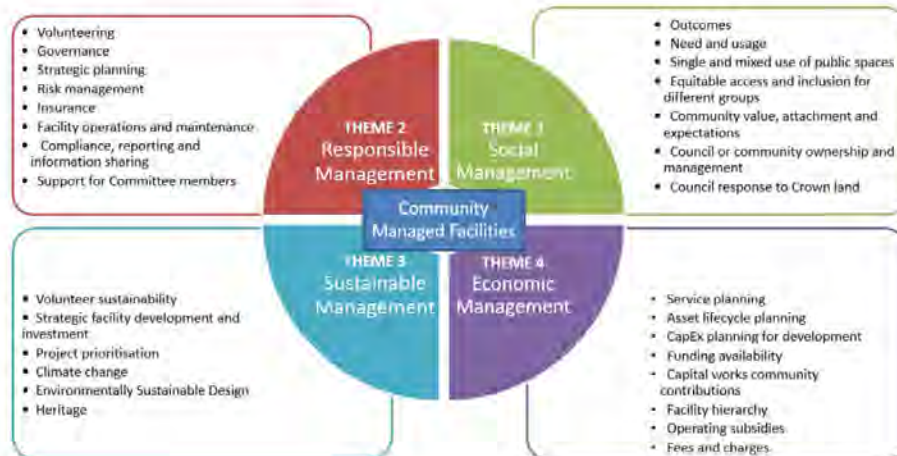 Volunteering
Governance
Strategic planning
Risk management
Insurance
Facility operations and maintenance
Compliance, reporting and
information sharing
Support for Committee members
Outcomes
Need and usage
Single and mixed use of public spaces
Equitable access and inclusion for
different groups
Community value, attachment and
expectations
Council or community ownership and
management
Council response to Crown land
THEME 2
Responsible
Management
THEME 1
Social
Management
Community
Managed Facilities
THEME 3
Sustainable
Management
THEME 4
Economic
Management
Volunteer sustainability
Strategic facility development and
investment
Project prioritisation
Climate change
Environmentally Sustainable Design
Heritage
Service planning
Asset lifecycle planning
CapEx planning for development
Funding availability
Capital works community
contributions
Facility hierarchy
Operating subsidies
Fees and charges